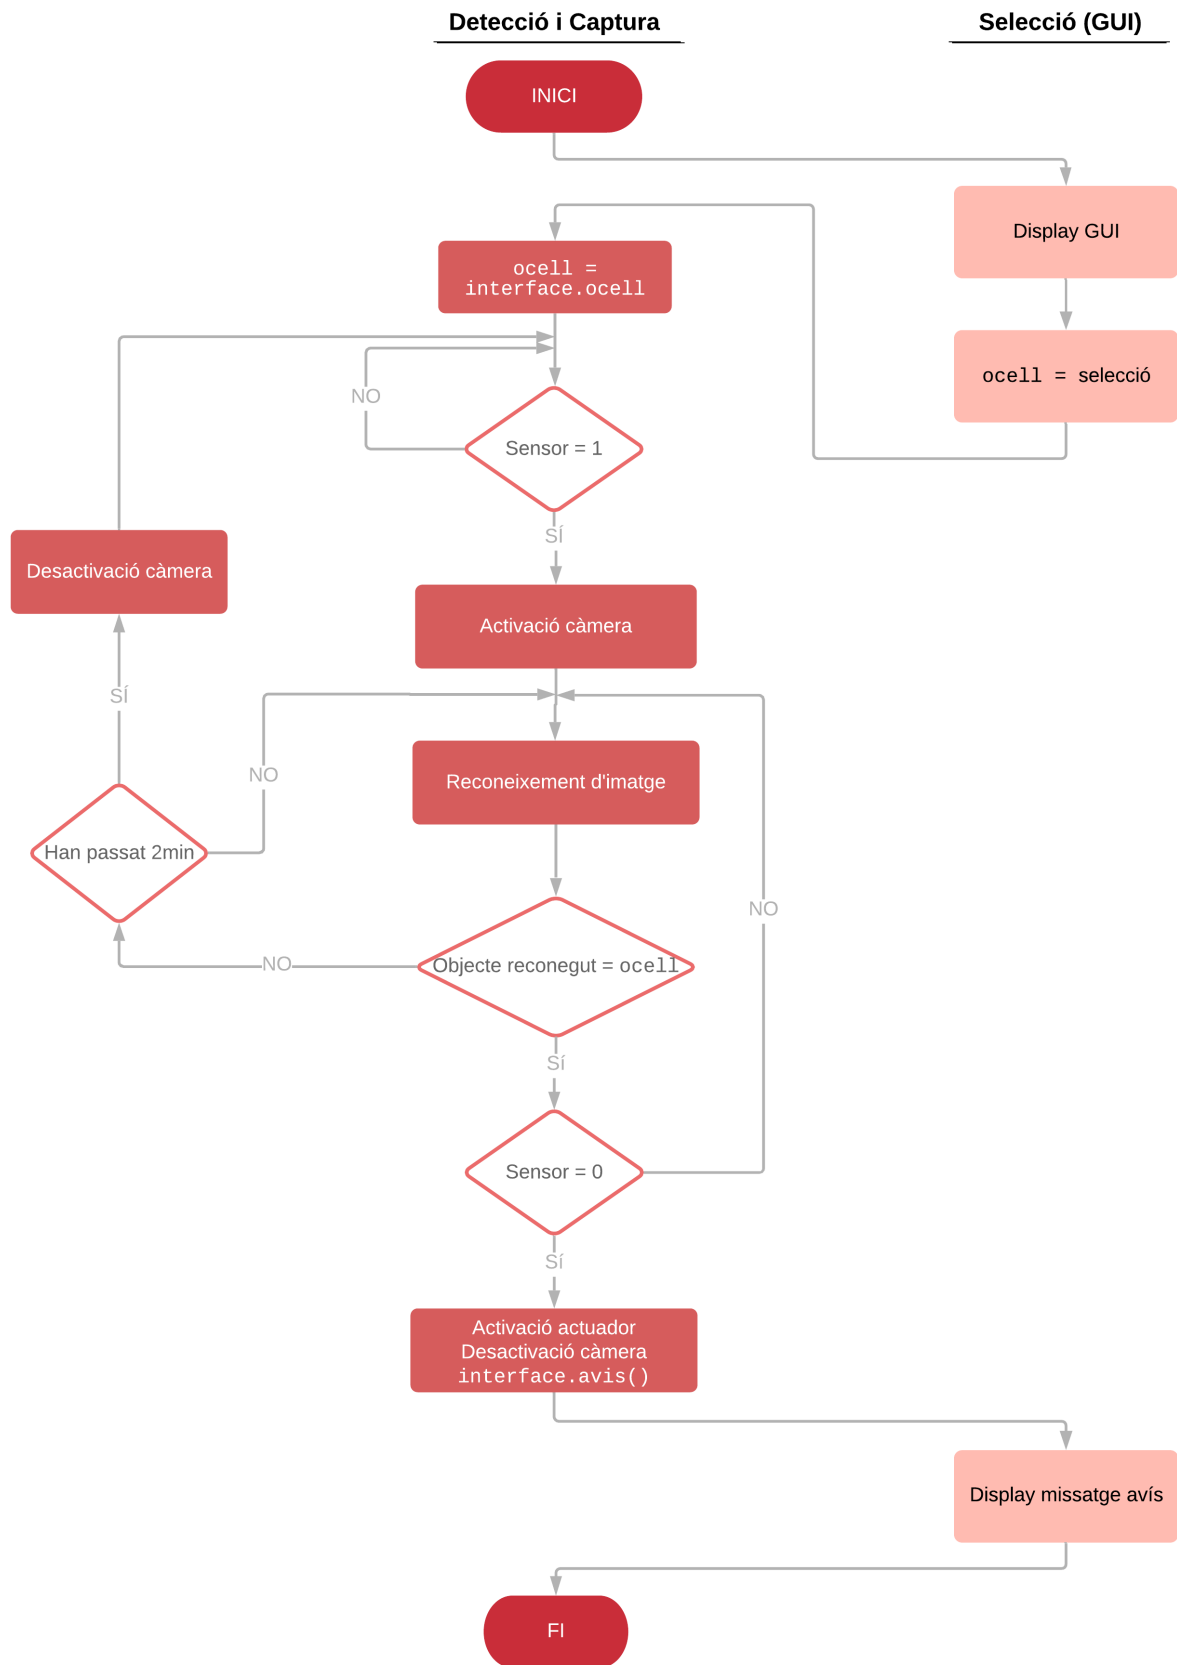 Detecció i Captura
Selecció (GUI)
INICI
Display GUI
ocell =
interface.ocell
ocell = selecció
NO
Sensor = 1
SÍ
Desactivació càmera
Activació càmera
SÍ
NO
Reconeixement d'imatge
Han passat 2min
NO
NO
Objecte reconegut = ocell
Sí
Sensor = 0
Sí
Activació actuador
Desactivació càmera
interface.avis()
Display missatge avís
FI